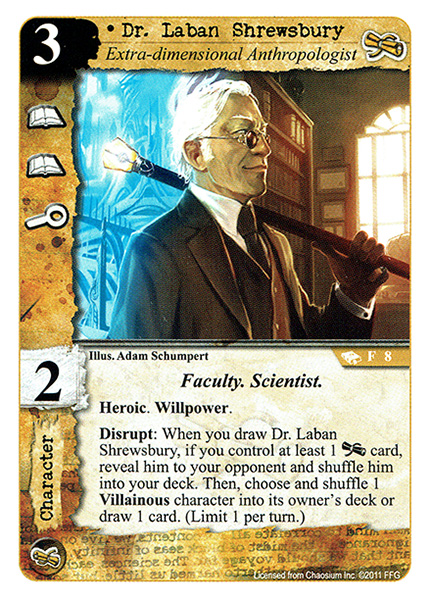 3
• Dr. Laban Shrewsbury
Extra-dimensional Anthropologist
Illus. Adam Schumpert
F 8
2
Character
Faculty. Scientist.
Heroic. Willpower.
Disrupt: When you draw Dr. Laban
Shrewsbury, if you control at least 1 card,
reveal him to your opponent and shuffle him
into your deck. Then, choose and shuffle 1
Villainous character into its owner's deck or
draw 1 card. (Limit 1 per turn.)
Licensed from Chaosium Inc. ©2011 FFG